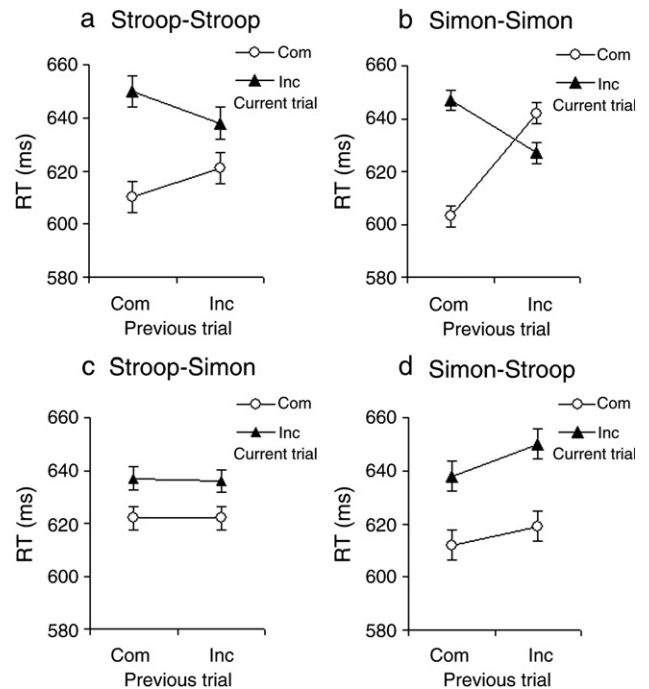 a Stroop-Stroop
Com
Inc
Current trial
RT (ms)
660
640
620
600
580
Com Inc
Previous trial
b Simon-Simon
Com
Inc
Current trial
RT (ms)
660
640
620
600
580
Com Inc
Previous trial
c Stroop-Simon
Com
Inc
Current trial
RT (ms)
660
640
620
600
580
Com Inc
Previous trial
d Simon-Stroop
Com
Inc
Current trial
RT (ms)
660
640
620
600
580
Com Inc
Previous trial